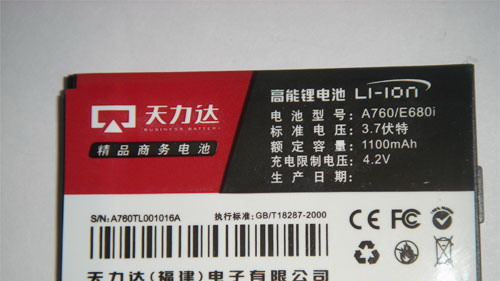 天力达
BUSINESS BATTERY
精品商务电池
高能锂电池 LI-ION
电池型号: A760/E680i
标准电压: 3.7伏特
额定容量: 1100mAh
充电限制电压: 4.2V
生产日期:
S/N:A760TL001016A
执行标准: GB/T18287-2000
CE FC
天力达(福建)电子有限公司